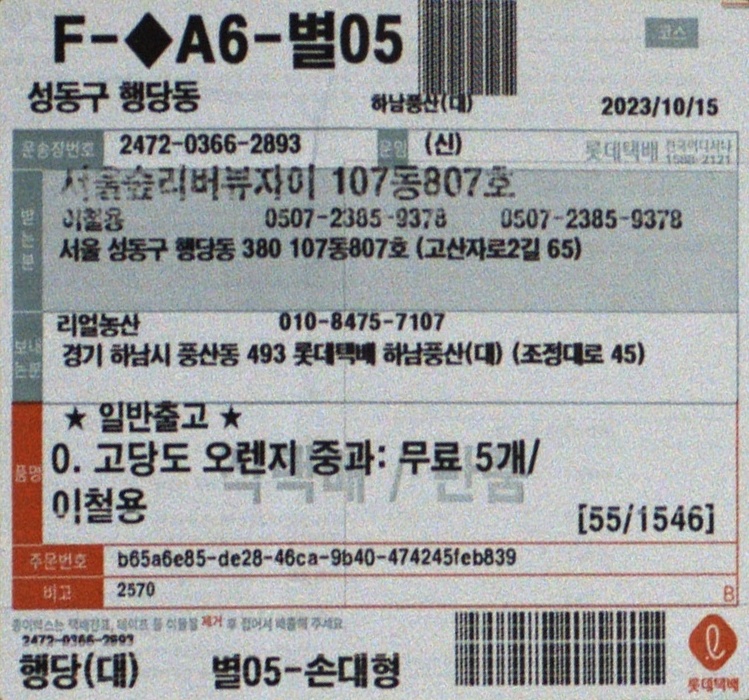 F-◆A6-별05
코스
성동구 행당동
하남풍산(대)
2023/10/15
운송장번호 2472-0366-2893 운임 (신) 롯데택배 전국어디서나 1588-2121
서울숲리버뷰자이 107동807호
받는분
이철용 0507-2385-9378 0507-2385-9378
서울 성동구 행당동 380 107동807호 (고산자로2길 65)
보내는분
리얼농산 010-8475-7107
경기 하남시 풍산동 493 롯데택배 하남풍산(대) (조정대로 45)
★ 일반출고 ★
품명
0. 고당도 오렌지 중과: 무료 5개/
이철용
[55/1546]
주문번호 b65a6e85-de28-46ca-9b40-474245feb839
비고 2570
B
종이박스는 택배전표, 테이프 등 이물질 제거 후 접어서 배출해 주세요
2472-0366-2893
행당(대) 별05-손대형
롯데택배